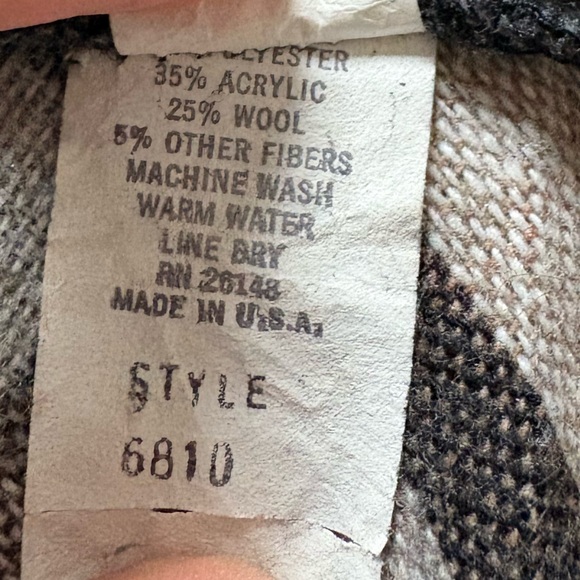 POLYESTER
35% ACRYLIC
25% WOOL
5% OTHER FIBERS
MACHINE WASH
WARM WATER
LINE DRY
RN 26148
MADE IN U.S.A.
STYLE
6810